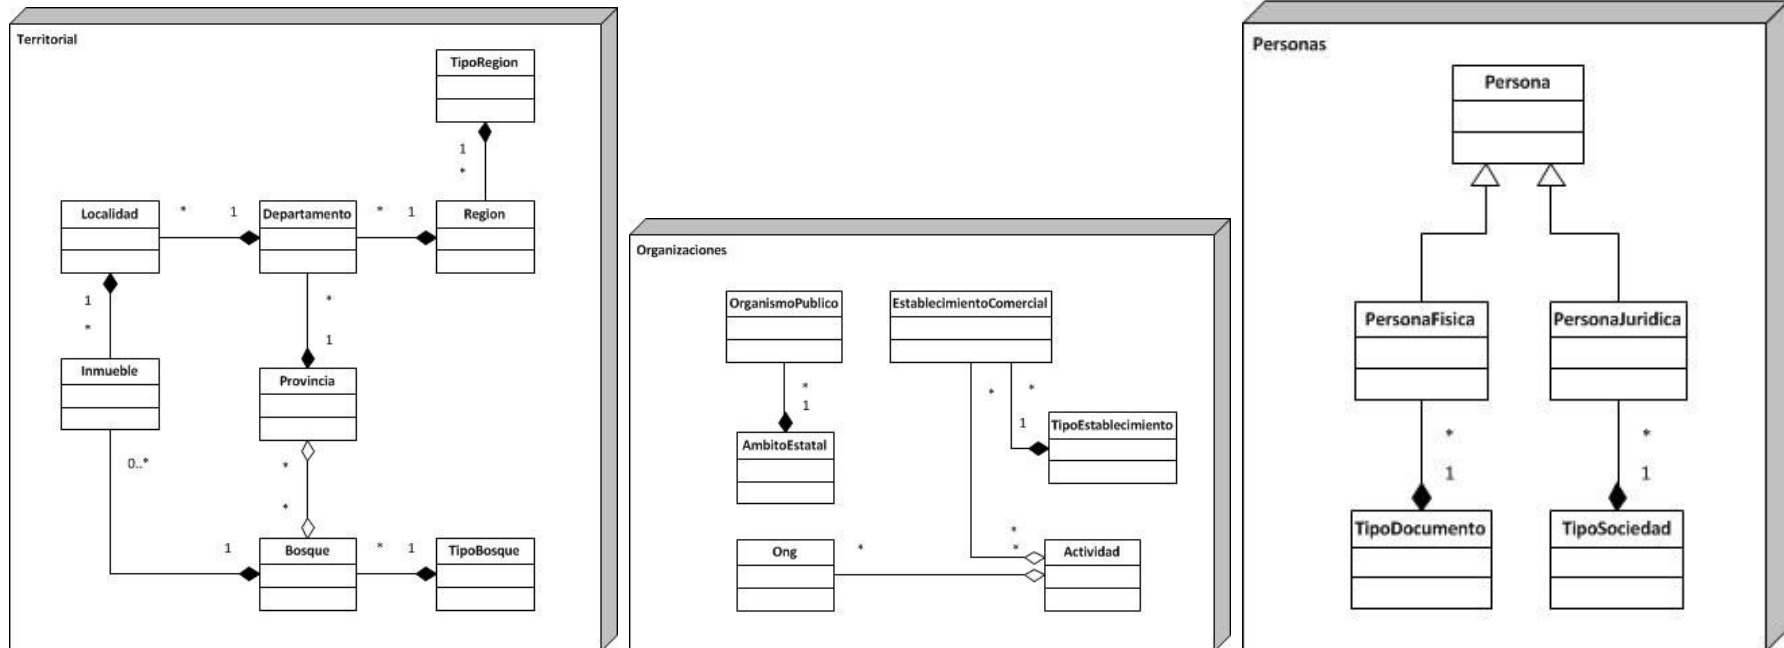 Territorial
TipoRegion
1
*
Localidad
*
1
Departamento
*
1
Region
1
*
*
1
Inmueble
Provincia
0..*
*
*
1
Bosque
*
1
TipoBosque
Organizaciones
OrganismoPublico
EstablecimientoComercial
*
1
*
*
1
TipoEstablecimiento
AmbitoEstatal
*
Ong
*
*
Actividad
Personas
Persona
PersonaFisica
PersonaJuridica
*
*
1
1
TipoDocumento
TipoSociedad